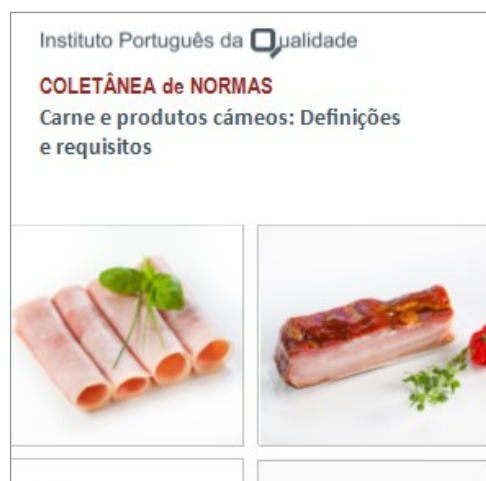 Instituto Português da Qualidade
COLETÂNEA de NORMAS
Carne e produtos cámeos: Definições
e requisitos